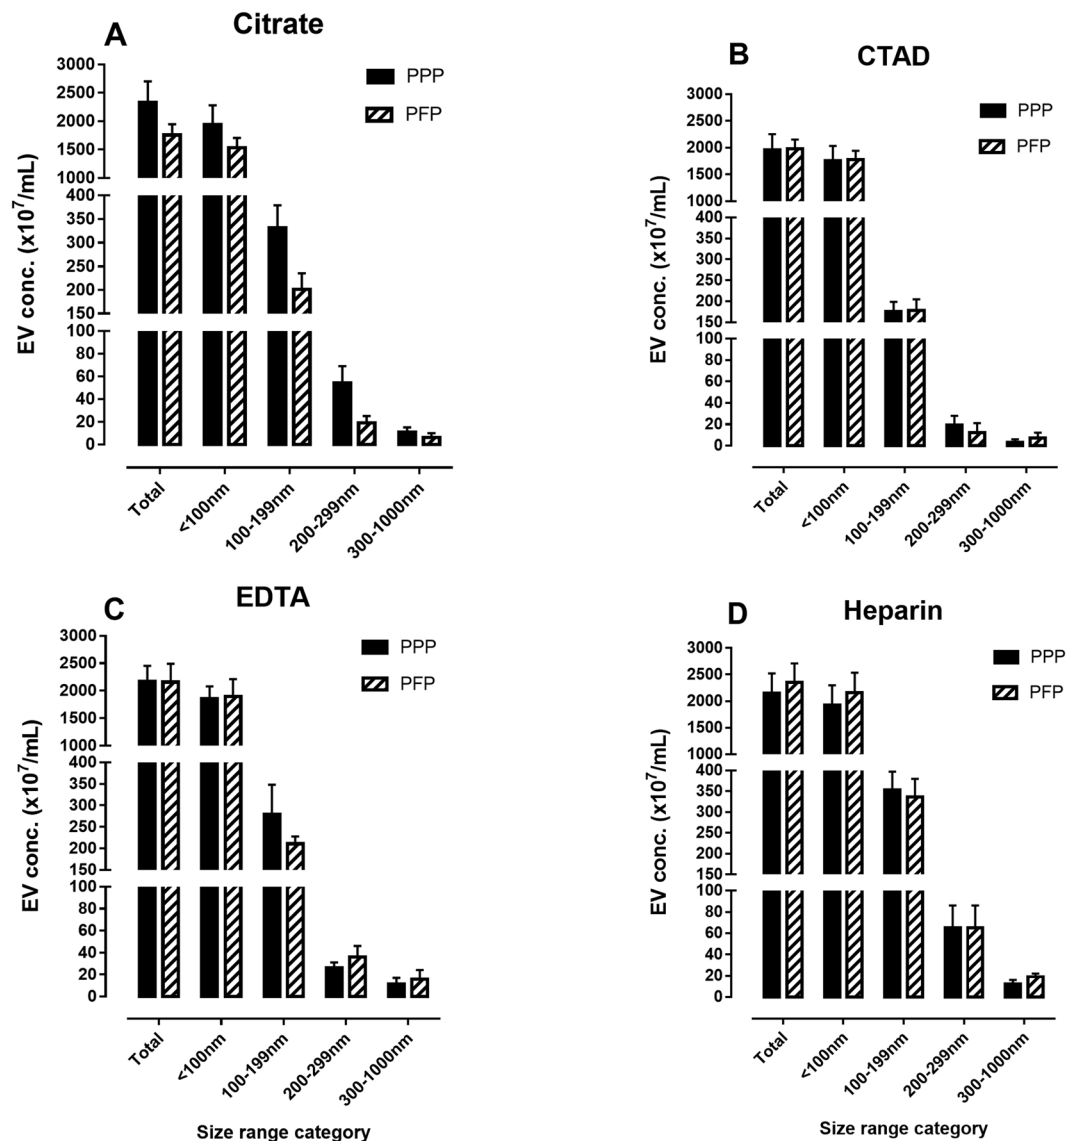 A
Citrate
PPP
PFP
EV conc. (x10⁷/mL)
3000
2500
2000
1500
1000
400
350
300
250
200
150
100
80
60
40
20
0
Total
<100nm
100-199nm
200-299nm
300-1000nm
B
CTAD
PPP
PFP
EV conc. (x10⁷/mL)
3000
2500
2000
1500
1000
400
350
300
250
200
150
100
80
60
40
20
0
Total
<100nm
100-199nm
200-299nm
300-1000nm
C
EDTA
PPP
PFP
EV conc. (x10⁷/mL)
3000
2500
2000
1500
1000
400
350
300
250
200
150
100
80
60
40
20
0
Total
<100nm
100-199nm
200-299nm
300-1000nm
Size range category
D
Heparin
PPP
PFP
EV conc. (x10⁷/mL)
3000
2500
2000
1500
1000
400
350
300
250
200
150
100
80
60
40
20
0
Total
<100nm
100-199nm
200-299nm
300-1000nm
Size range category